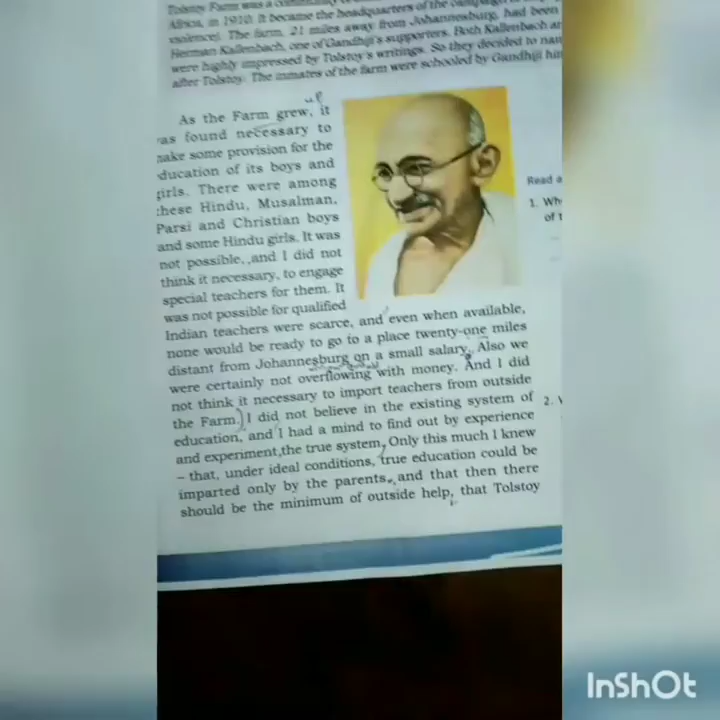 Tolstoy Farm was a community
Africa, in 1910. It became the headquarters of the campaign
violence). The farm, 21 miles away from Johannesburg, had been
Herman Kallenbach, one of Gandhiji's supporters. Both Kallenbach an
were highly impressed by Tolstoy's writings. So they decided to nam
after Tolstoy. The inmates of the farm were schooled by Gandhiji him
As the Farm grew, it
as found necessary to
make some provision for the
ducation of its boys and
girls. There were among
these Hindu, Musalman,
Parsi and Christian boys
and some Hindu girls. It was
not possible, and I did not
think it necessary, to engage
special teachers for them. It
was not possible for qualified
Indian teachers were scarce, and even when available,
none would be ready to go to a place twenty-one miles
distant from Johannesburg on a small salary. Also we
were certainly not overflowing with money. And I did
not think it necessary to import teachers from outside
the Farm. I did not believe in the existing system of
education, and I had a mind to find out by experience
and experiment, the true system. Only this much I knew
– that, under ideal conditions, true education could be
imparted only by the parents, and that then there
should be the minimum of outside help, that Tolstoy
Read a
1. Wh
of t
2.
InShOt